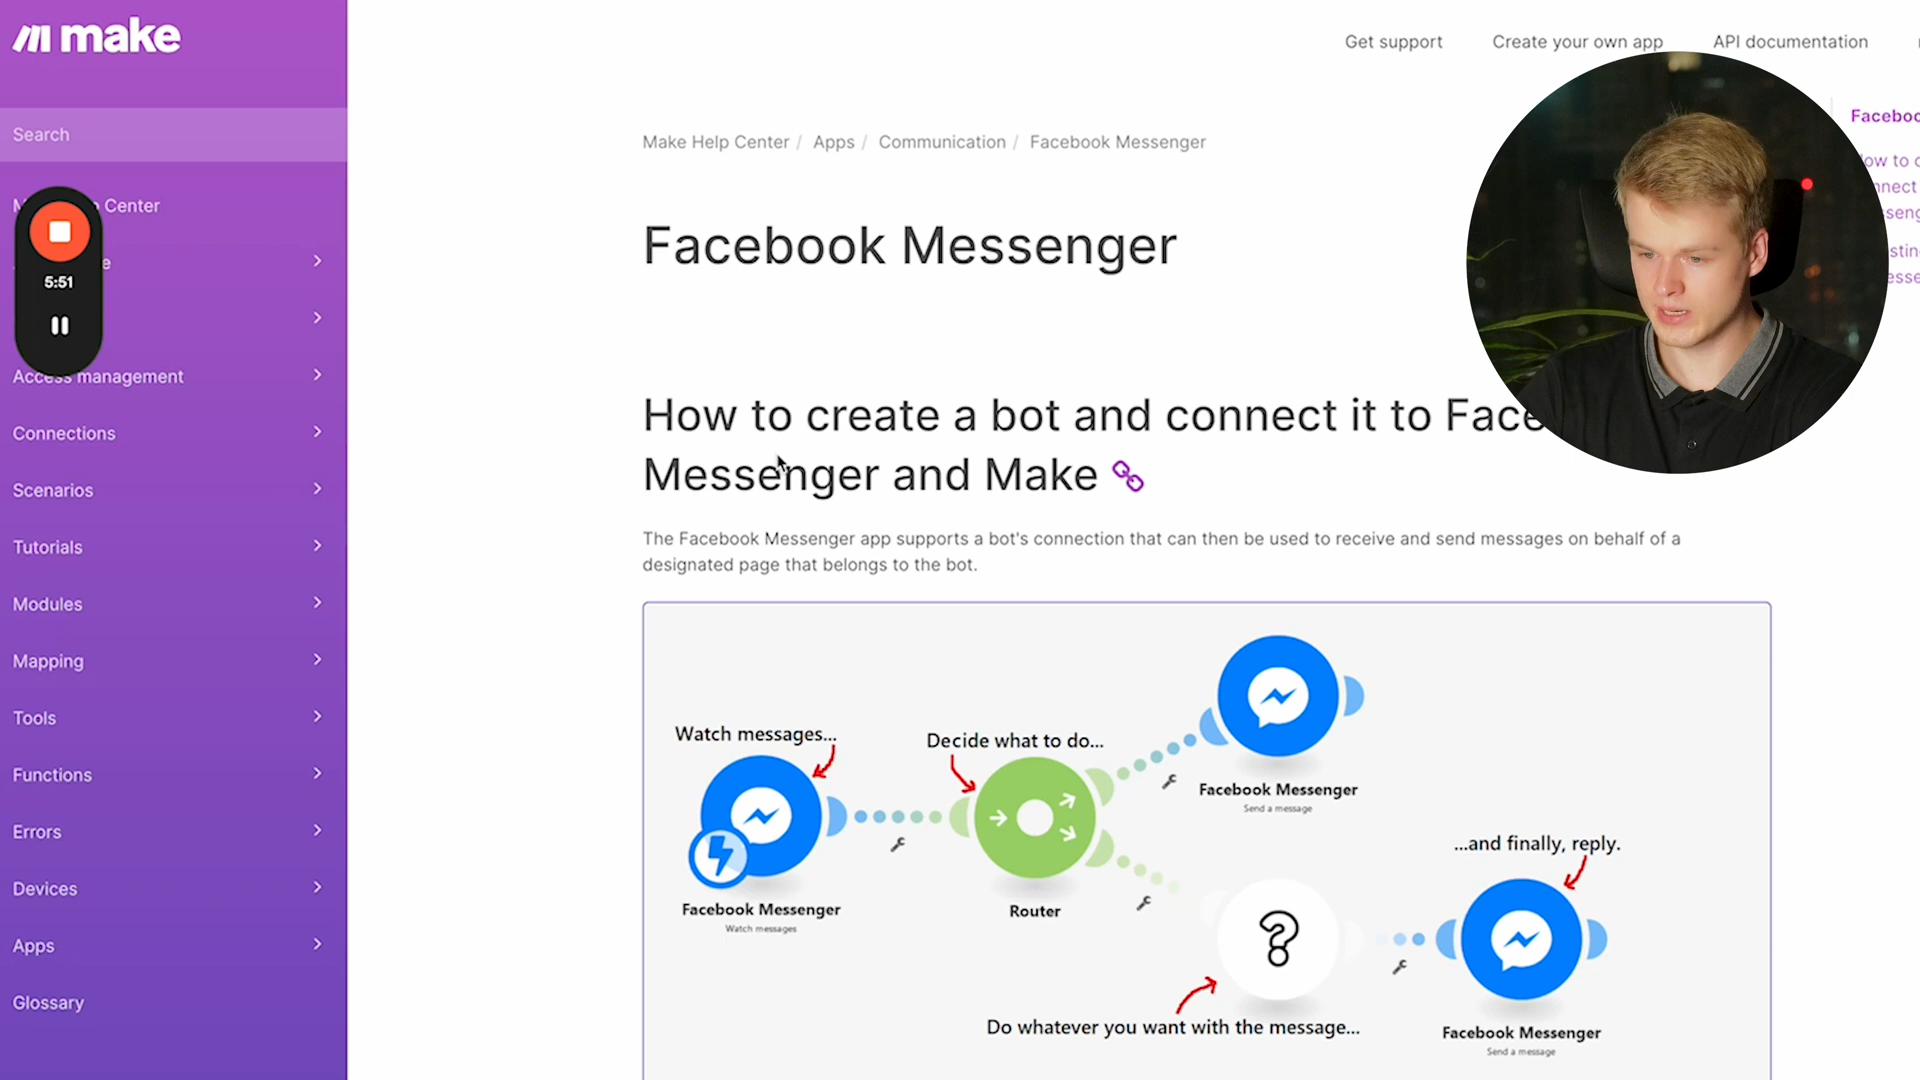 make
Get support
Create your own app
API documentation
Search
Make Help Center / Apps / Communication / Facebook Messenger
Center
5:51
Access management
Connections
Scenarios
Tutorials
Modules
Mapping
Tools
Functions
Errors
Devices
Apps
Glossary
Facebook Messenger
How to create a bot and connect it to Face
Messenger and Make
The Facebook Messenger app supports a bot's connection that can then be used to receive and send messages on behalf of a
designated page that belongs to the bot.
Watch messages...
Decide what to do...
Facebook Messenger
Send a message
...and finally, reply.
Facebook Messenger
Watch messages
Router
Do whatever you want with the message...
Facebook Messenger
Send a message